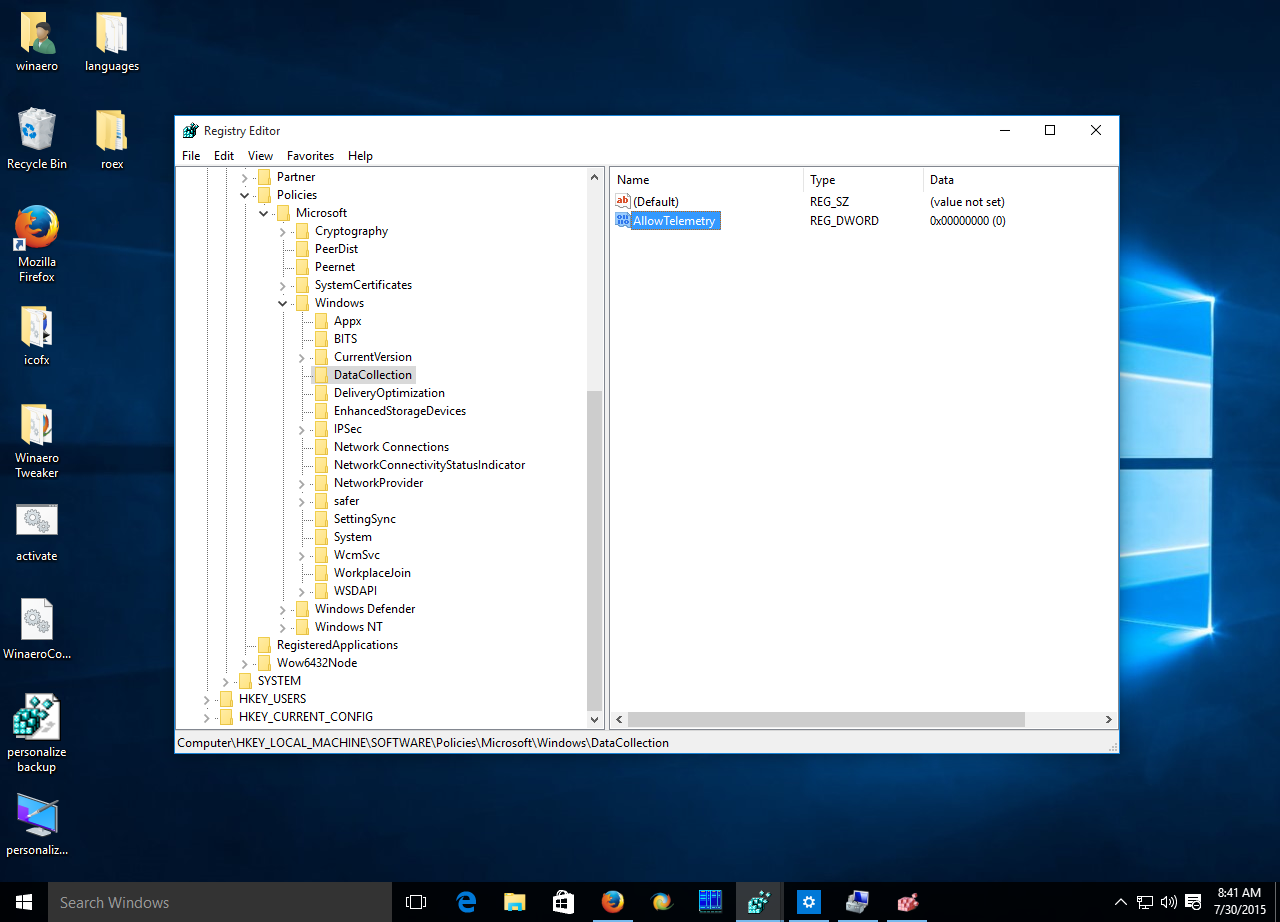 winaero
languages
Recycle Bin
roex
Mozilla
Firefox
icofx
Winaero
Tweaker
activate
WinaeroCo...
personalize
backup
personaliz...
Registry Editor
File Edit View Favorites Help
Partner
Policies
Microsoft
Cryptography
PeerDist
Peernet
SystemCertificates
Windows
Appx
BITS
CurrentVersion
DataCollection
DeliveryOptimization
EnhancedStorageDevices
IPSec
Network Connections
NetworkConnectivityStatusIndicator
NetworkProvider
safer
SettingSync
System
WcmSvc
WorkplaceJoin
WSDAPI
Windows Defender
Windows NT
RegisteredApplications
Wow6432Node
SYSTEM
HKEY_USERS
HKEY_CURRENT_CONFIG
Name Type Data
ab (Default) REG_SZ (value not set)
AllowTelemetry REG_DWORD 0x00000000 (0)
Computer\HKEY_LOCAL_MACHINE\SOFTWARE\Policies\Microsoft\Windows\DataCollection
Search Windows
8:41 AM
7/30/2015